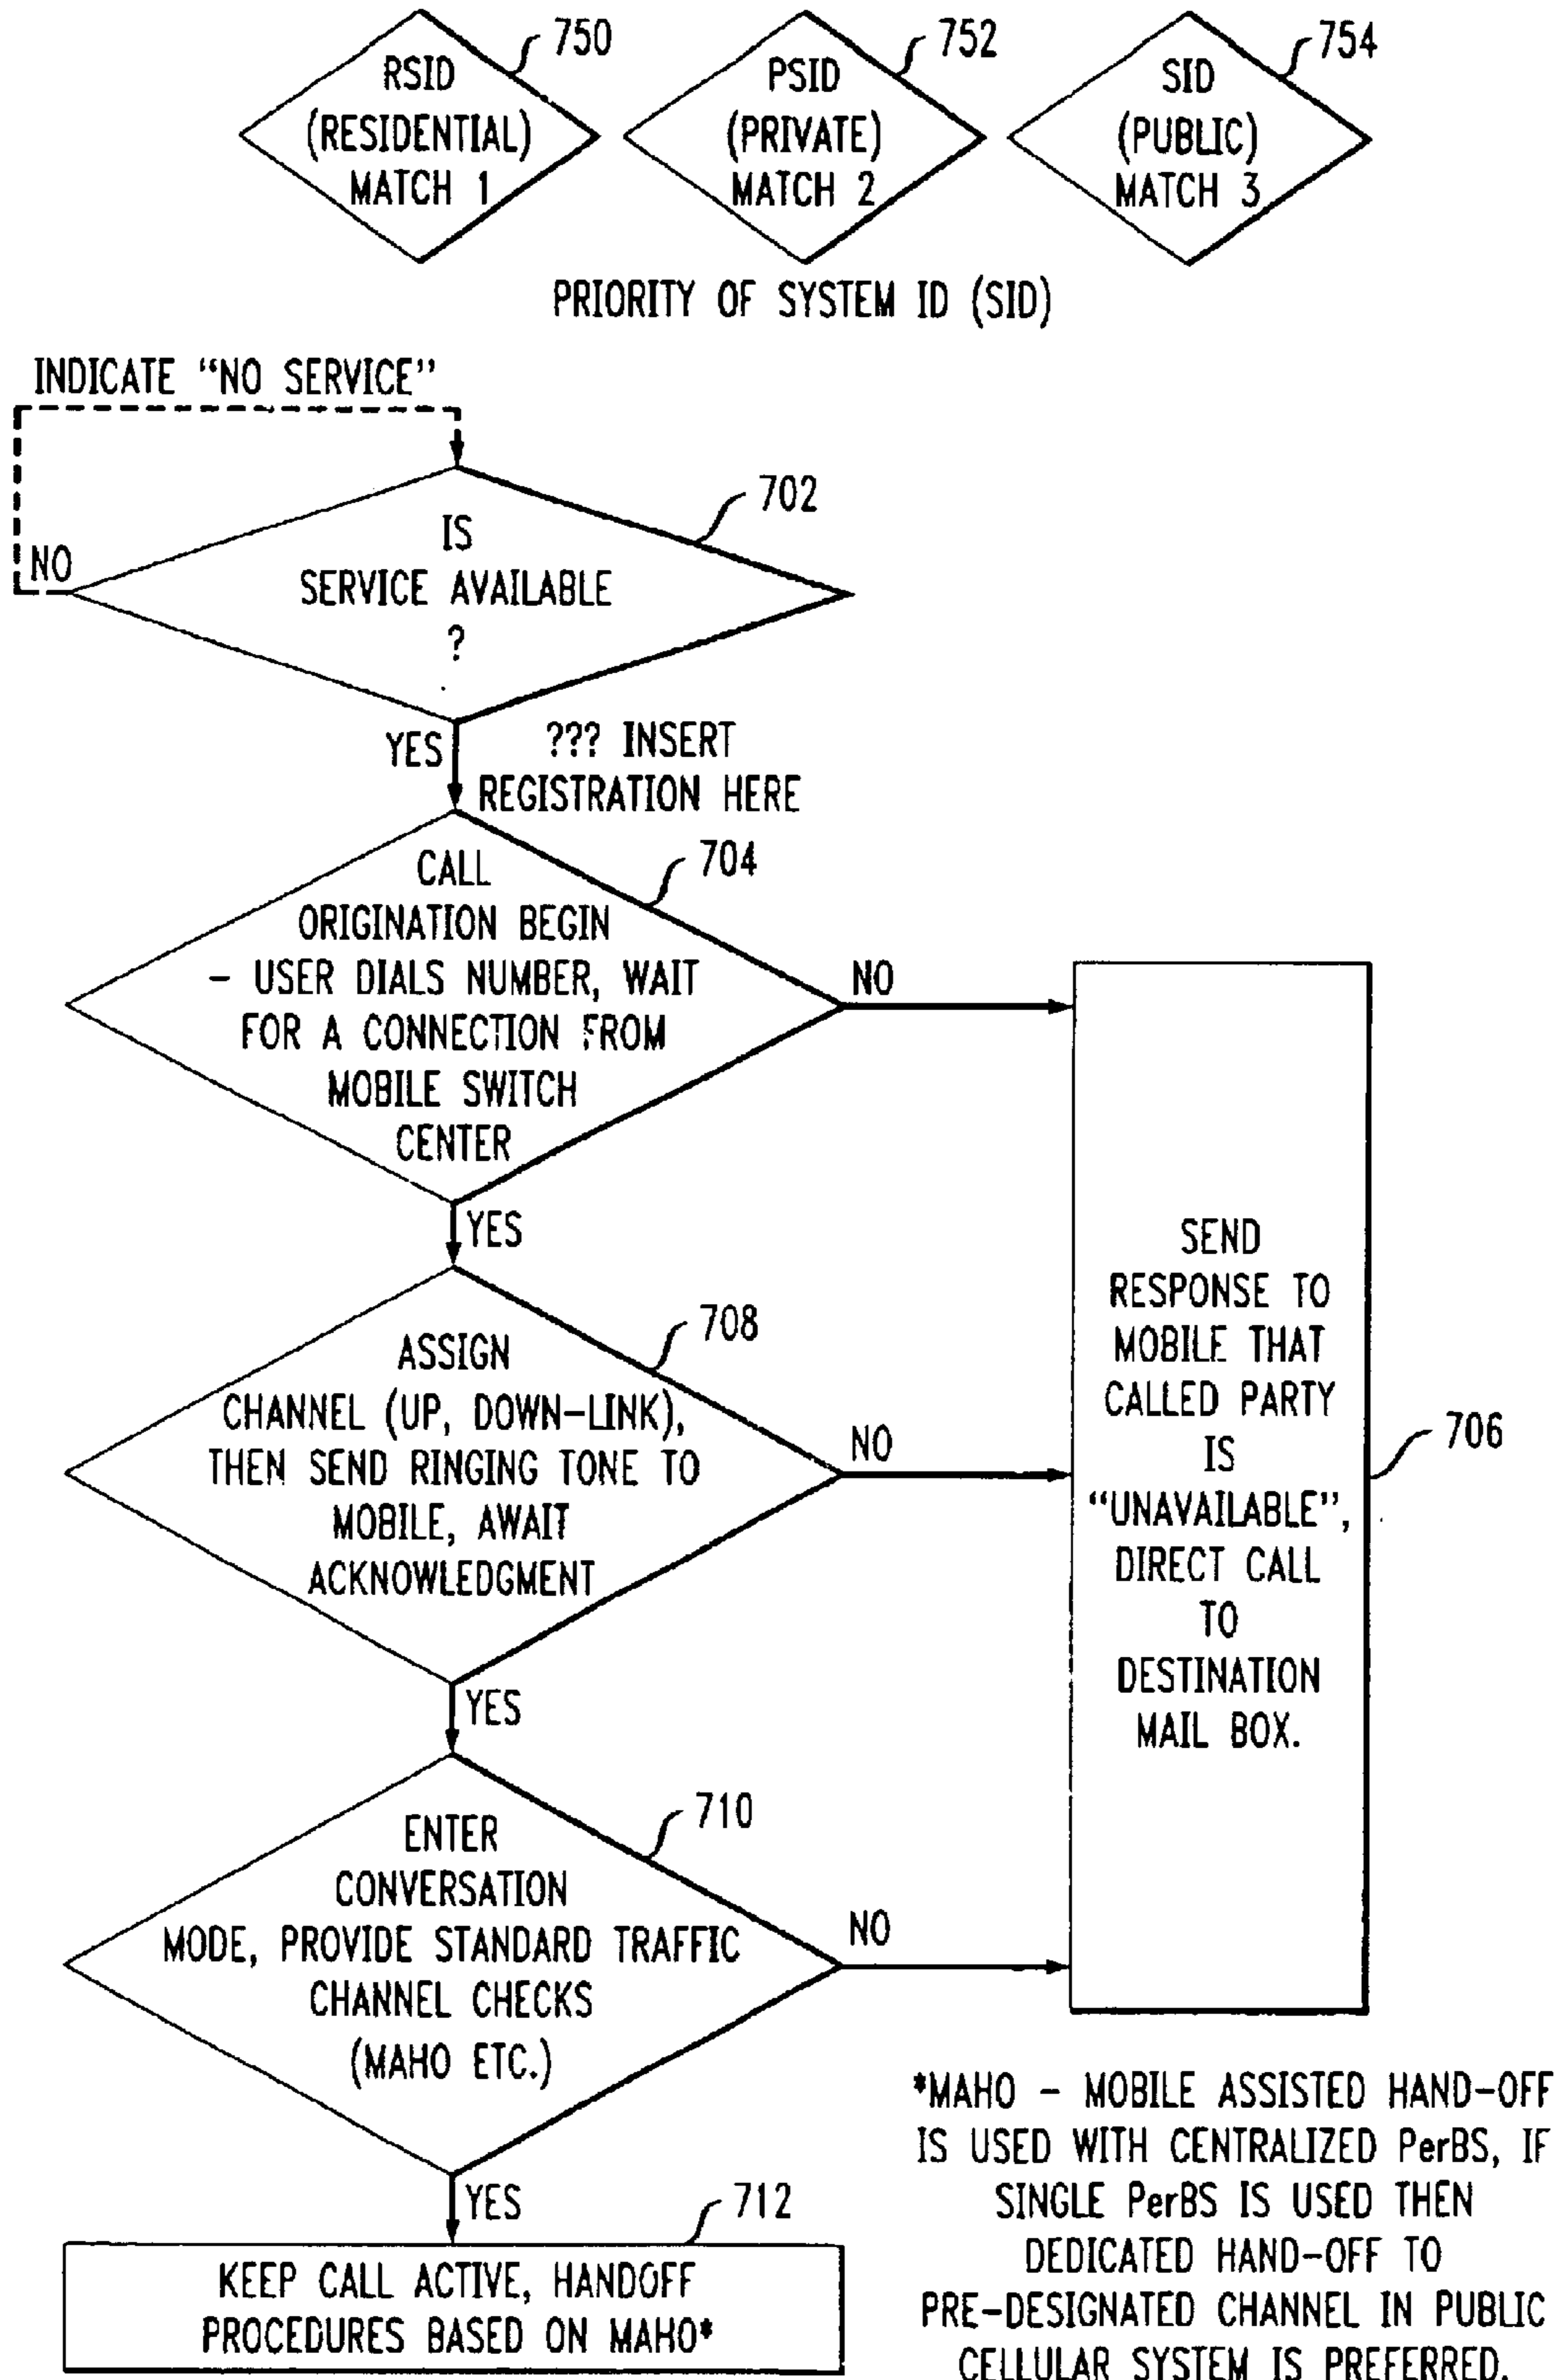 750
RSID
(RESIDENTIAL)
MATCH 1
752
PSID
(PRIVATE)
MATCH 2
754
SID
(PUBLIC)
MATCH 3
PRIORITY OF SYSTEM ID (SID)
INDICATE “NO SERVICE”
702
IS
SERVICE AVAILABLE
?
NO
YES
??? INSERT
REGISTRATION HERE
704
CALL
ORIGINATION BEGIN
– USER DIALS NUMBER, WAIT
FOR A CONNECTION FROM
MOBILE SWITCH
CENTER
NO
YES
708
ASSIGN
CHANNEL (UP, DOWN–LINK),
THEN SEND RINGING TONE TO
MOBILE, AWAIT
ACKNOWLEDGMENT
NO
YES
SEND
RESPONSE TO
MOBILE THAT
CALLED PARTY
IS
“UNAVAILABLE”,
DIRECT CALL
TO
DESTINATION
MAIL BOX.
706
710
ENTER
CONVERSATION
MODE, PROVIDE STANDARD TRAFFIC
CHANNEL CHECKS
(MAHO ETC.)
NO
YES
712
KEEP CALL ACTIVE, HANDOFF
PROCEDURES BASED ON MAHO*
*MAHO – MOBILE ASSISTED HAND–OFF
IS USED WITH CENTRALIZED PerBS, IF
SINGLE PerBS IS USED THEN
DEDICATED HAND–OFF TO
PRE–DESIGNATED CHANNEL IN PUBLIC
CELLULAR SYSTEM IS PREFERRED.